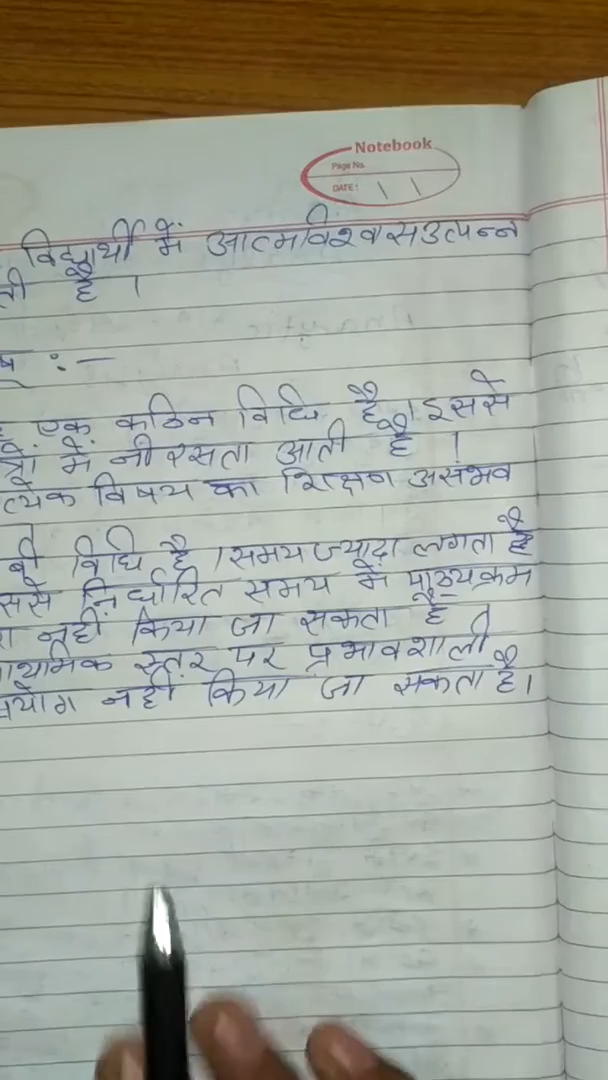 Notebook
Page No.
DATE:
विद्यार्थी में आत्मविश्वास उत्पन्न
ती है ।
ष :—
एक कठिन विधि है । इससे
त्रों में नीरसता आती है ।
त्येक विषय का शिक्षण असंभव
बी विधि है । समय ज्यादा लगता है
ससे निर्धारित समय में पाठ्यक्रम
रा नहीं किया जा सकता है ।
ाथमिक स्तर पर प्रभावशाली
पयोग नहीं किया जा सकता है।